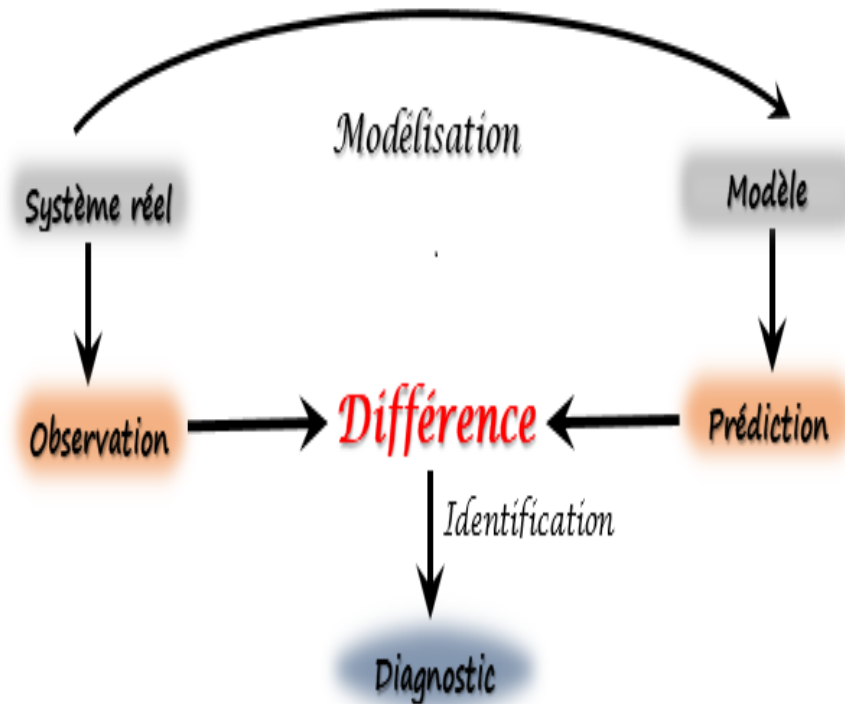 Modélisation
Système réel
Modèle
Observation
Différence
Prédiction
Identification
Diagnostic